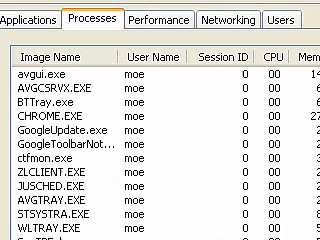 Applications Processes Performance Networking Users
Image Name User Name Session ID CPU
avgui.exe moe 0 00
AVGCSRVX.EXE moe 0 00
BTTray.exe moe 0 00
CHROME.EXE moe 0 00
GoogleUpdate.exe moe 0 00
GoogleToolbarNot... moe 0 00
ctfmon.exe moe 0 00
ZLCLIENT.EXE moe 0 00
JUSCHED.EXE moe 0 00
AVGTRAY.EXE moe 0 00
STSYSTRA.EXE moe 0 00
WLTRAY.EXE moe 0 00